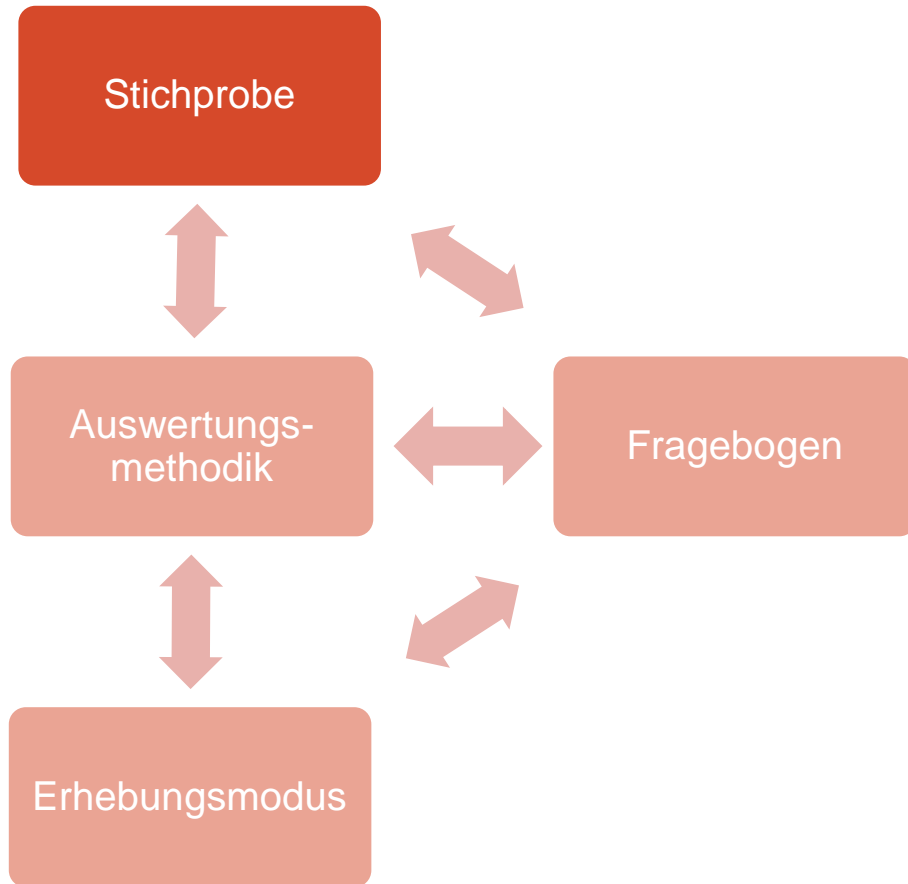 Stichprobe
Auswertungs-
methodik
Fragebogen
Erhebungsmodus